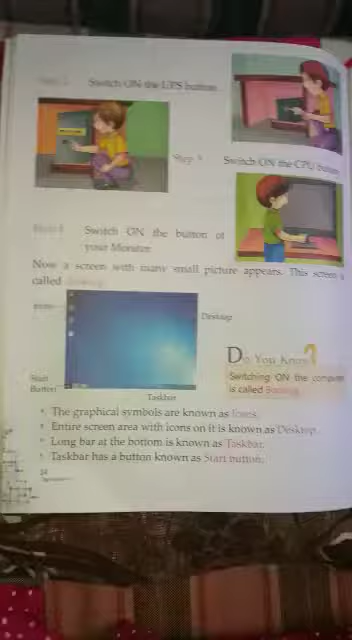 Step 2 Switch ON the UPS button.
Step 3 Switch ON the CPU button
Switch ON the button of
your Monitor.
Now a screen with many small picture appears. This screen is
called Desktop.
Icons
Desktop
Do You Know?
Switching ON the computer
is called Booting.
Start
Button
Taskbar
• The graphical symbols are known as Icons.
• Entire screen area with icons on it is known as Desktop.
• Long bar at the bottom is known as Taskbar.
• Taskbar has a button known as Start button.
34